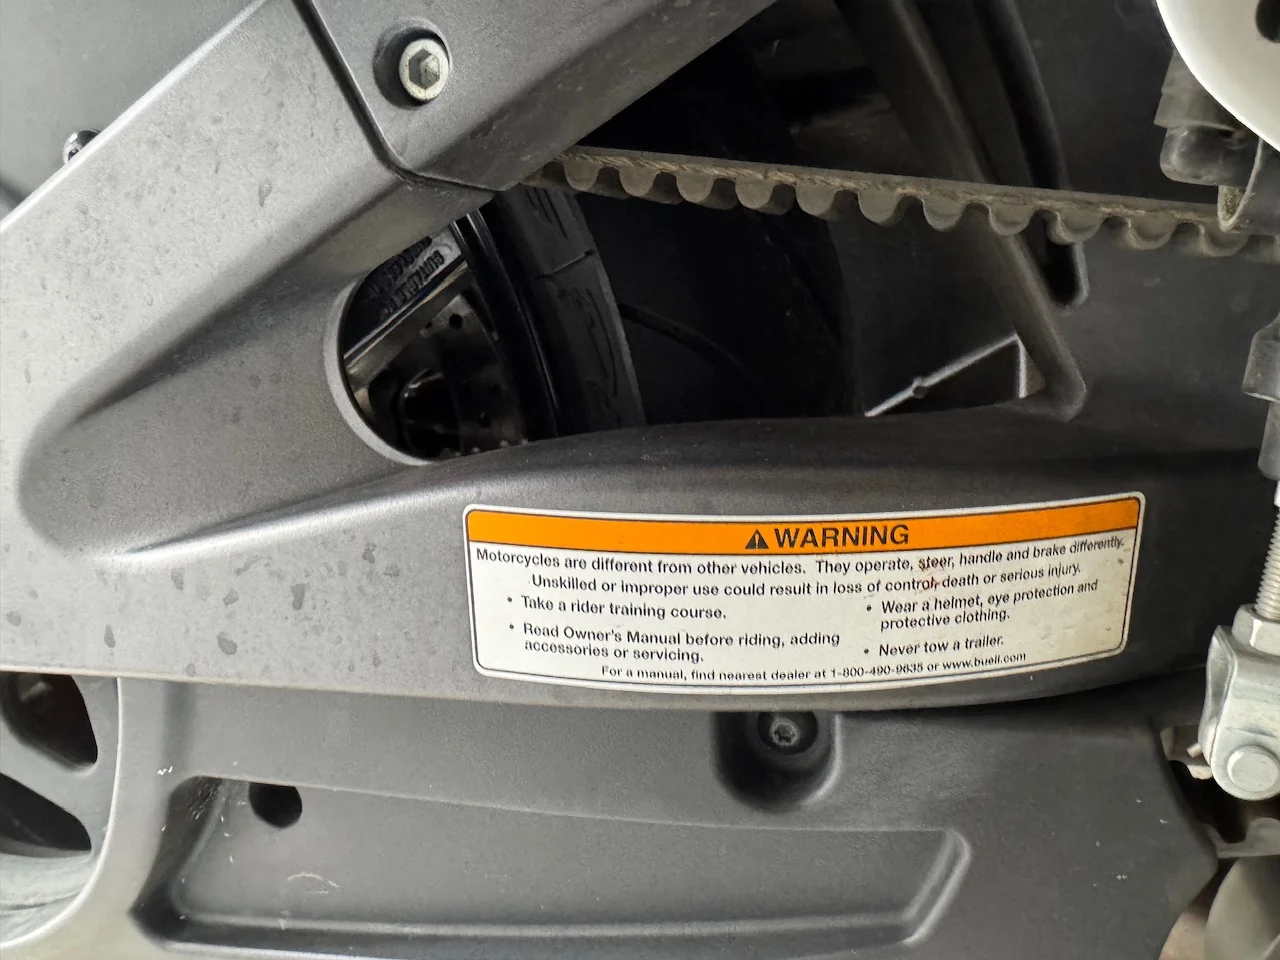 WARNING
Motorcycles are different from other vehicles. They operate, steer, handle and brake differently.
Unskilled or improper use could result in loss of control, death or serious injury.
• Take a rider training course.
• Read Owner's Manual before riding, adding
accessories or servicing.
• Wear a helmet, eye protection and
protective clothing.
• Never tow a trailer.
For a manual, find nearest dealer at 1-800-490-9635 or www.buell.com